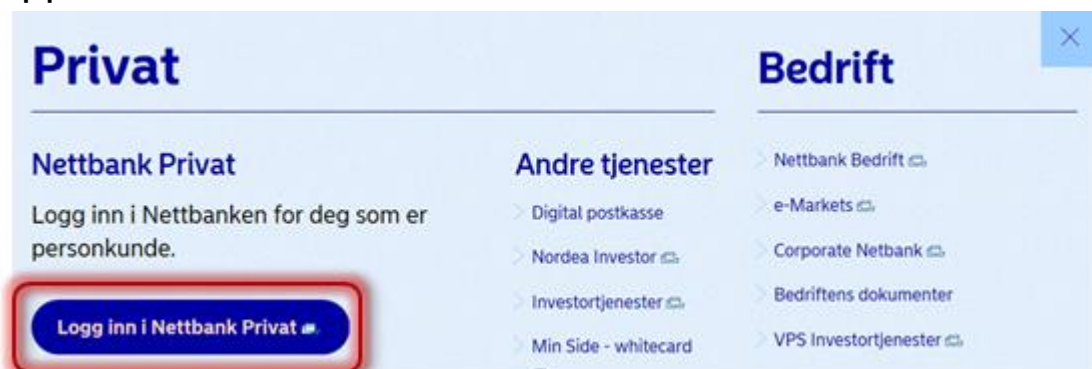 Privat
Nettbank Privat
Logg inn i Nettbanken for deg som er
personkunde.
Logg inn i Nettbank Privat
Andre tjenester
Digital postkasse
Nordea Investor
Investortjenester
Min Side - whitecard
Bedrift
Nettbank Bedrift
e-Markets
Corporate Netbank
Bedriftens dokumenter
VPS Investortjenester